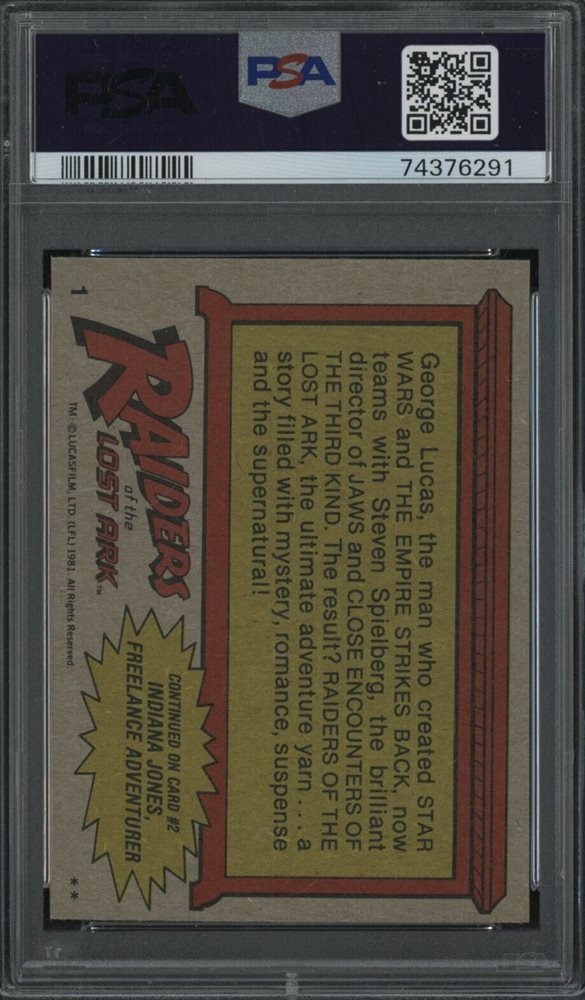 PSA
PSA
74376291
George Lucas, the man who created STAR
WARS and THE EMPIRE STRIKES BACK, now
teams with Steven Spielberg, the brilliant
director of JAWS and CLOSE ENCOUNTERS OF
THE THIRD KIND. The result? RAIDERS OF THE
LOST ARK, the ultimate adventure yarn . . . a
story filled with mystery, romance, suspense
and the supernatural!
1
RAIDERS
of the
LOST ARK™
TM: © LUCASFILM, LTD. (LFL) 1981. All Rights Reserved.
CONTINUED ON CARD #2
INDIANA JONES,
FREELANCE ADVENTURER
**